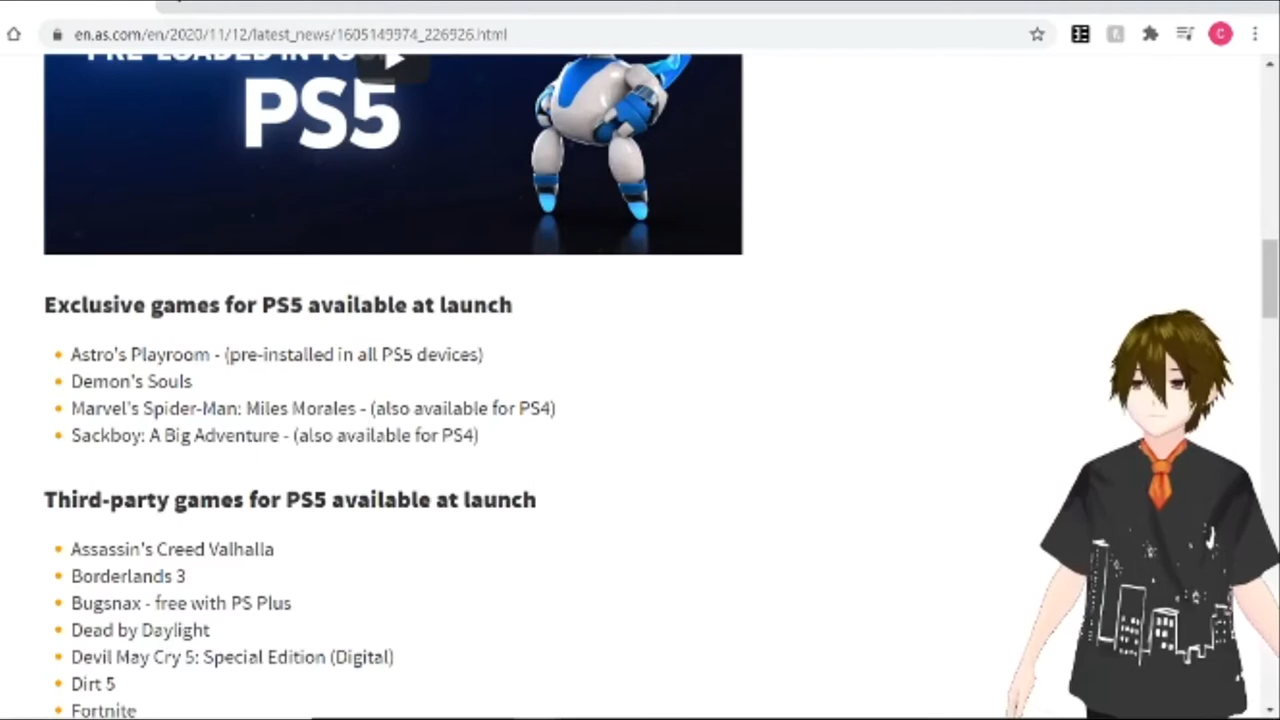 en.as.com/en/2020/11/12/latest_news/1605149974_226926.html
C
PRE-LOADED IN
PS5
Exclusive games for PS5 available at launch
Astro's Playroom - (pre-installed in all PS5 devices)
Demon's Souls
Marvel's Spider-Man: Miles Morales - (also available for PS4)
Sackboy: A Big Adventure - (also available for PS4)
Third-party games for PS5 available at launch
Assassin's Creed Valhalla
Borderlands 3
Bugsnax - free with PS Plus
Dead by Daylight
Devil May Cry 5: Special Edition (Digital)
Dirt 5
Fortnite